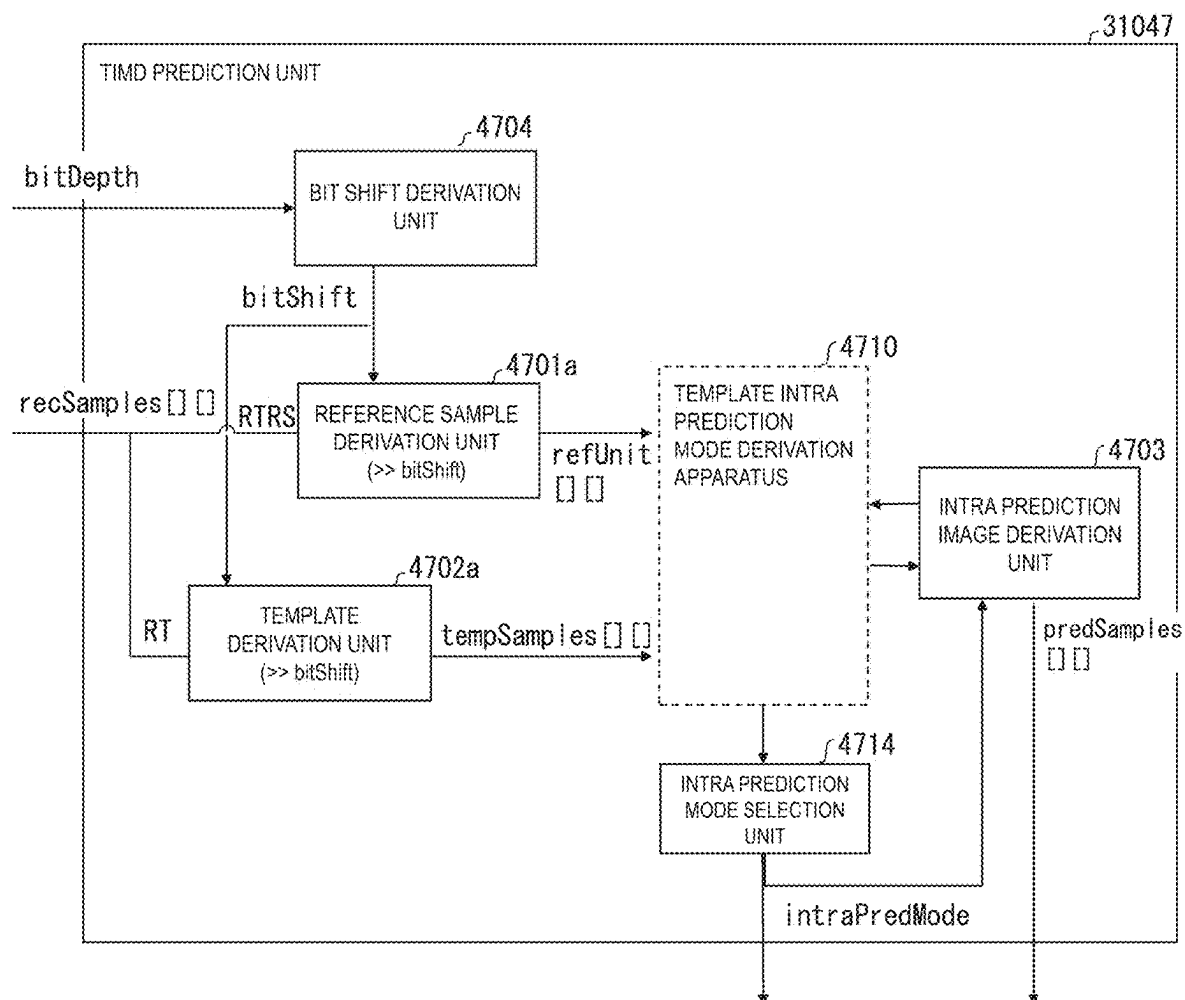 31047
TIMD PREDICTION UNIT
4704
bitDepth
BIT SHIFT DERIVATION
UNIT
bitShift
4710
4701a
recSamples[][]
RTRS
REFERENCE SAMPLE
DERIVATION UNIT
(>> bitShift)
refUnit
[][]
TEMPLATE INTRA
PREDICTION
MODE DERIVATION
APPARATUS
4703
INTRA PREDICTION
IMAGE DERIVATION
UNIT
4702a
RT
TEMPLATE
DERIVATION UNIT
(>> bitShift)
tempSamples[][]
predSamples
[][]
4714
INTRA PREDICTION
MODE SELECTION
UNIT
intraPredMode